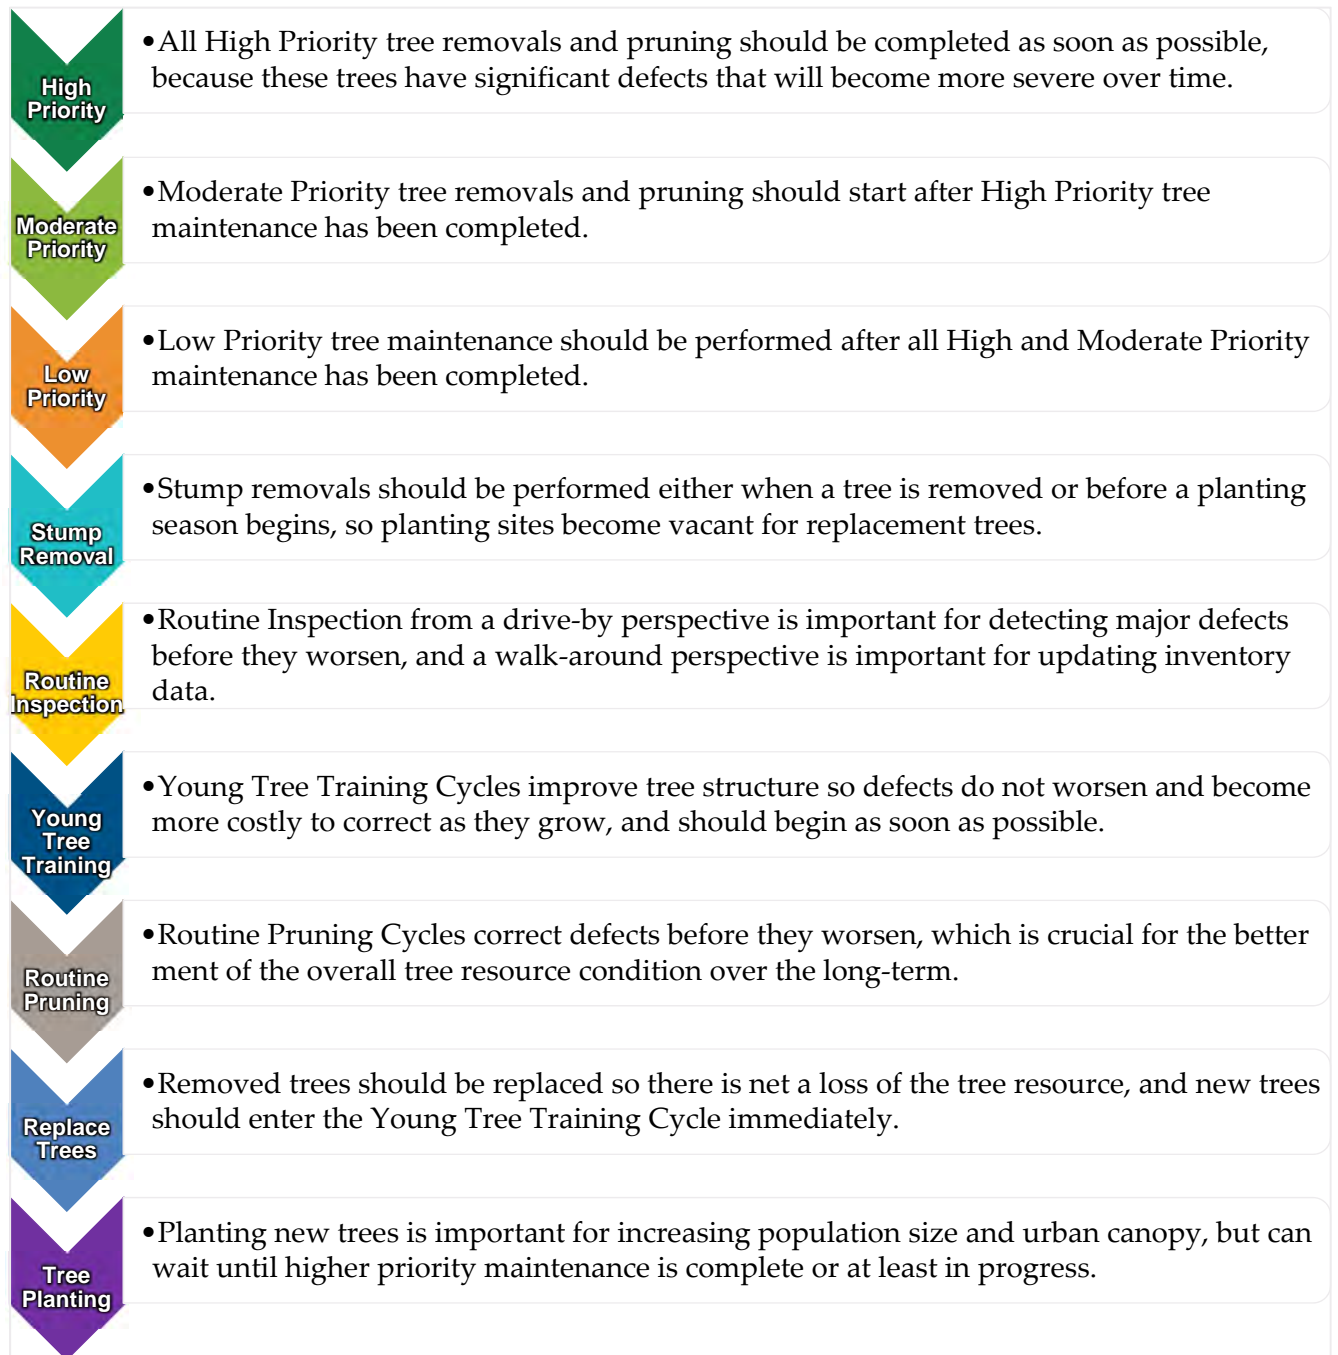 High
Priority
•All High Priority tree removals and pruning should be completed as soon as possible,
because these trees have significant defects that will become more severe over time.
Moderate
Priority
•Moderate Priority tree removals and pruning should start after High Priority tree
maintenance has been completed.
Low
Priority
•Low Priority tree maintenance should be performed after all High and Moderate Priority
maintenance has been completed.
Stump
Removal
•Stump removals should be performed either when a tree is removed or before a planting
season begins, so planting sites become vacant for replacement trees.
Routine
Inspection
•Routine Inspection from a drive-by perspective is important for detecting major defects
before they worsen, and a walk-around perspective is important for updating inventory
data.
Young
Tree
Training
•Young Tree Training Cycles improve tree structure so defects do not worsen and become
more costly to correct as they grow, and should begin as soon as possible.
Routine
Pruning
•Routine Pruning Cycles correct defects before they worsen, which is crucial for the better
ment of the overall tree resource condition over the long-term.
Replace
Trees
•Removed trees should be replaced so there is net a loss of the tree resource, and new trees
should enter the Young Tree Training Cycle immediately.
Tree
Planting
•Planting new trees is important for increasing population size and urban canopy, but can
wait until higher priority maintenance is complete or at least in progress.